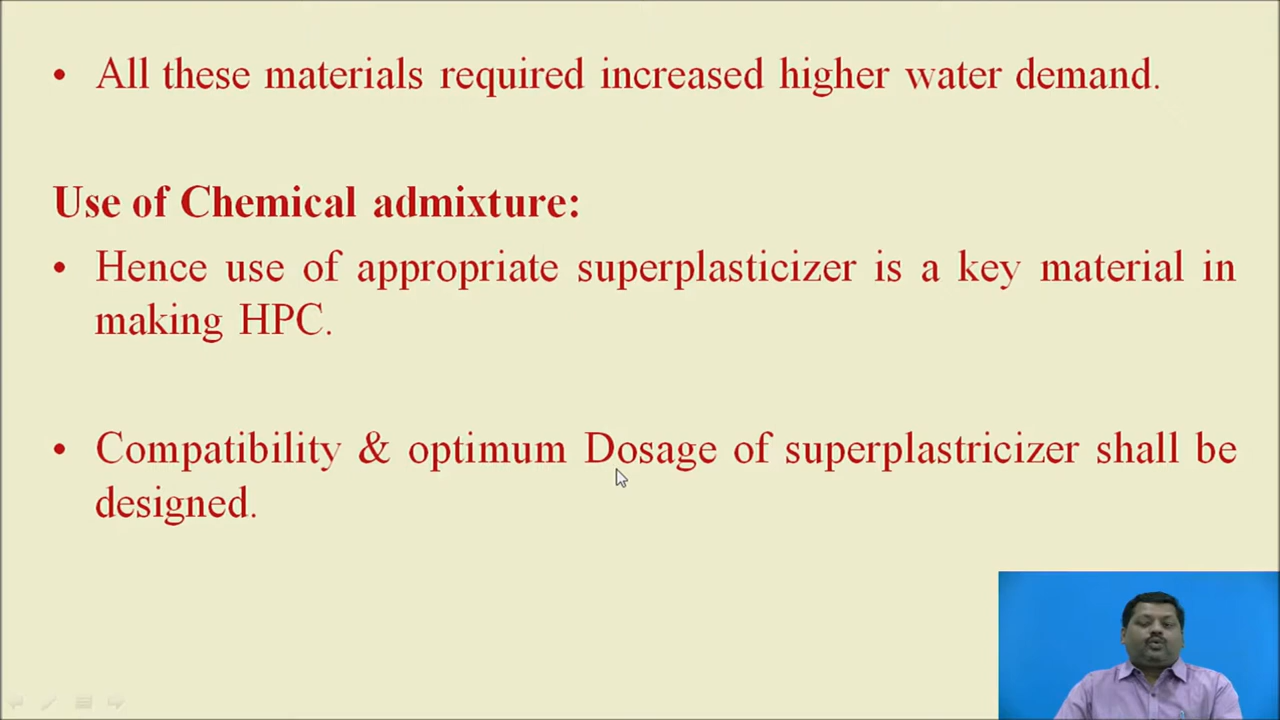 • All these materials required increased higher water demand.
Use of Chemical admixture:
• Hence use of appropriate superplasticizer is a key material in
making HPC.
• Compatibility & optimum Dosage of superplastricizer shall be
designed.